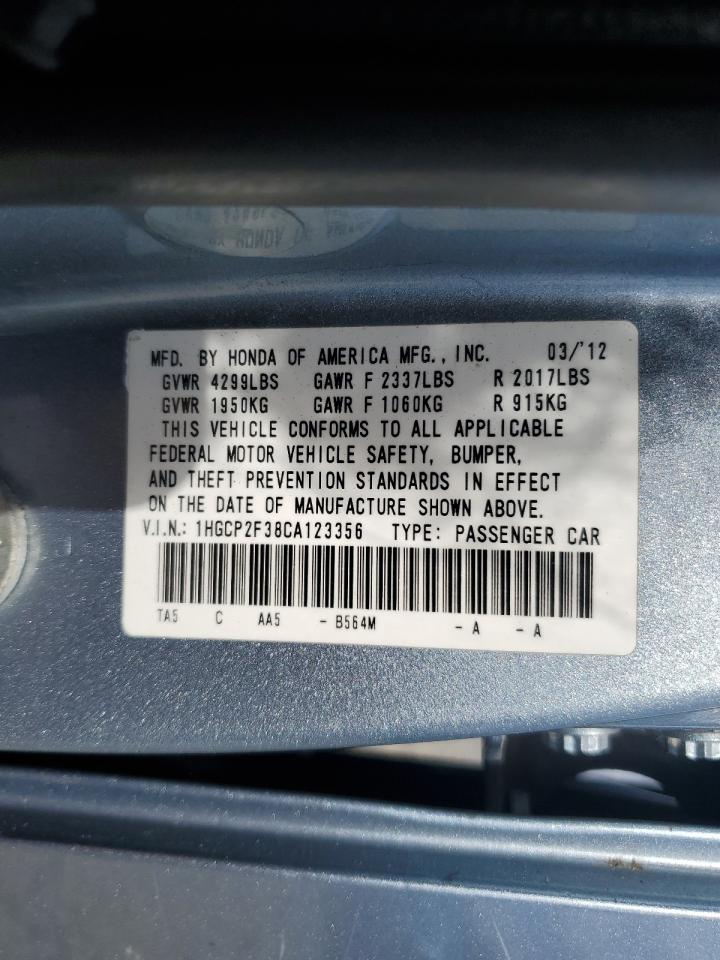 MFD. BY HONDA OF AMERICA MFG., INC. 03/'12
GVWR 4299LBS GAWR F 2337LBS R 2017LBS
GVWR 1950KG GAWR F 1060KG R 915KG
THIS VEHICLE CONFORMS TO ALL APPLICABLE
FEDERAL MOTOR VEHICLE SAFETY, BUMPER,
AND THEFT PREVENTION STANDARDS IN EFFECT
ON THE DATE OF MANUFACTURE SHOWN ABOVE.
V.I.N.: 1HGCP2F38CA123356 TYPE: PASSENGER CAR
TA5 C AA5 - B564M - A - A